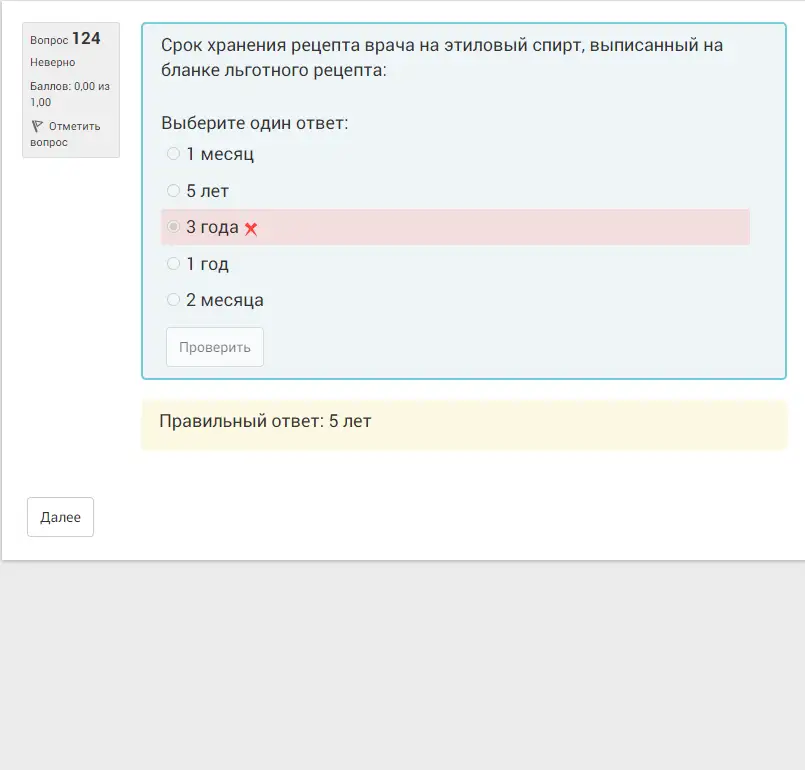 Вопрос 124
Неверно
Баллов: 0,00 из
1,00
Отметить
вопрос
Срок хранения рецепта врача на этиловый спирт, выписанный на
бланке льготного рецепта:
Выберите один ответ:
1 месяц
5 лет
3 года
1 год
2 месяца
Проверить
Правильный ответ: 5 лет
Далее